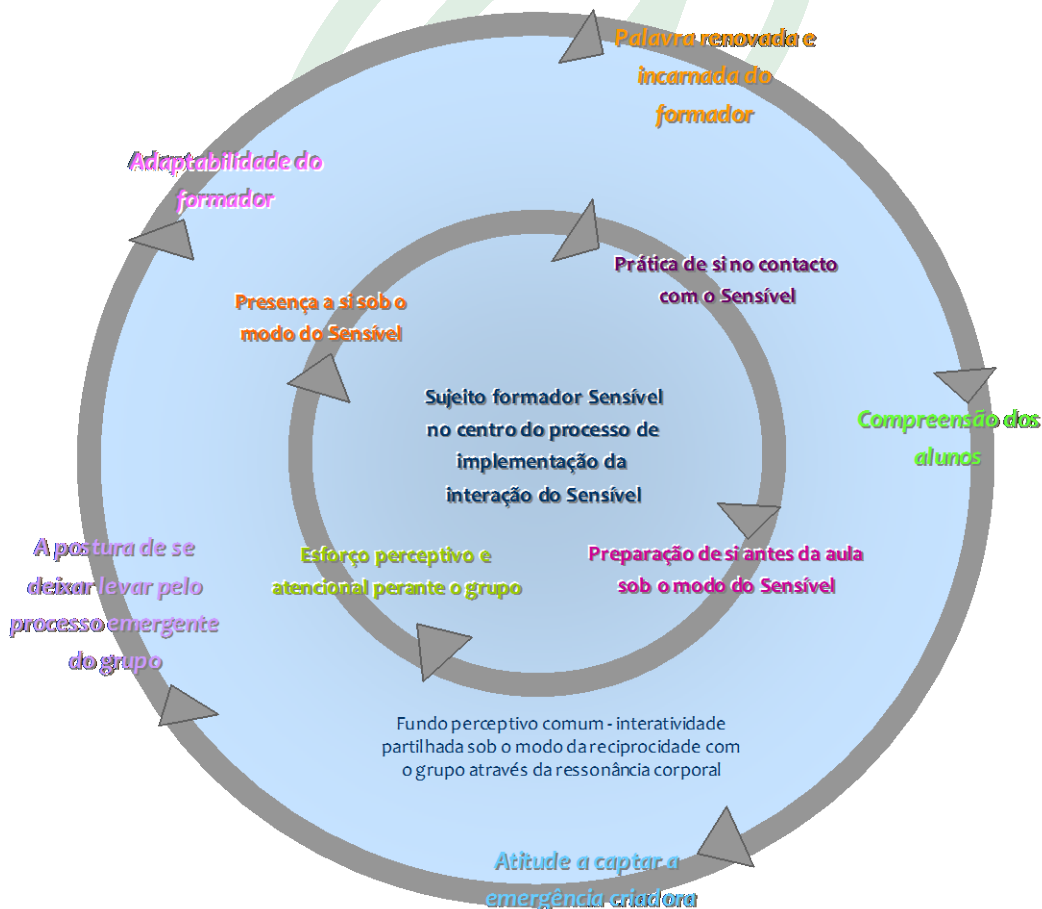 Palavra renovada e
incarnada do
formador
Adaptabilidade do
formador
Prática de si no contacto
com o Sensível
Presença a si sob o
modo do Sensível
Sujeito formador Sensível
no centro do processo de
implementação da
interação do Sensível
Compreensão dos
alunos
A postura de se
deixar levar pelo
processo emergente
do grupo
Esforço perceptivo e
atencional perante o grupo
Preparação de si antes da aula
sob o modo do Sensível
Fundo perceptivo comum - interatividade
partilhada sob o modo da reciprocidade com
o grupo através da ressonância corporal
Atitude a captar a
emergência criadora